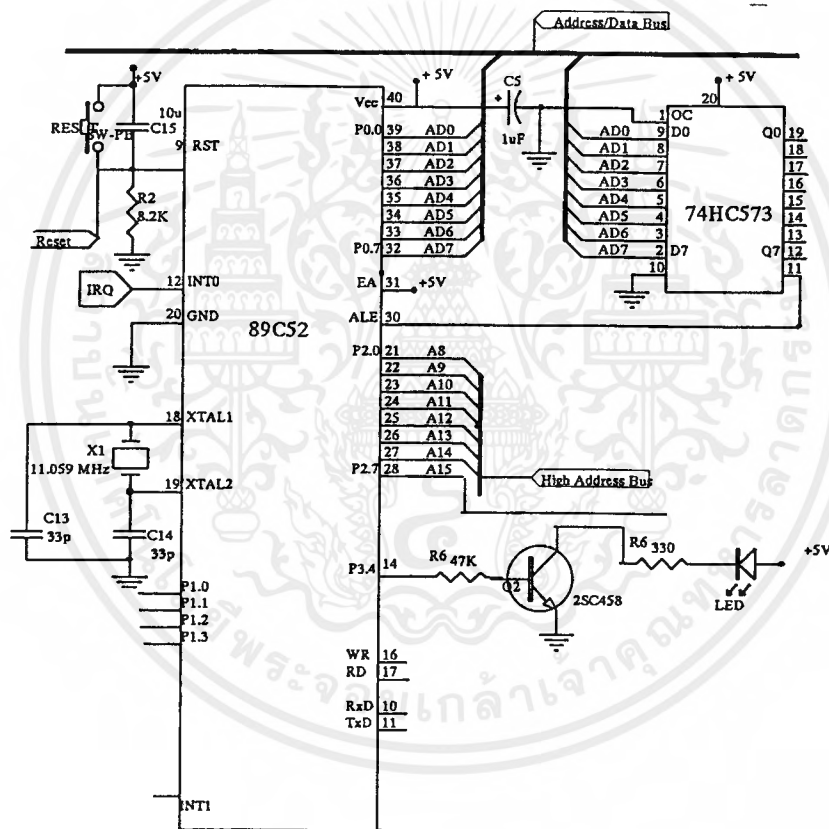 Address/Data Bus
+5V
10u
RESET
SW-PB
C15
9
RST
R2
8.2K
Reset
IRQ
12
INT0
20
GND
89C52
18
XTAL1
X1
11.059 MHz
19
XTAL2
C13
33p
C14
33p
P1.0
P1.1
P1.2
P1.3
INT1
Vcc
40
+5V
P0.0
39
AD0
38
AD1
37
AD2
36
AD3
35
AD4
34
AD5
33
AD6
P0.7
32
AD7
EA
31
+5V
ALE
30
P2.0
21
A8
22
A9
23
A10
24
A11
25
A12
26
A13
27
A14
P2.7
28
A15
High Address Bus
P3.4
14
R6
47K
Q2
2SC458
R6
330
LED
+5V
WR
16
RD
17
RxD
10
TxD
11
C5
+
1uF
+5V
20
1
OC
AD0
9
D0
AD1
8
AD2
7
AD3
6
AD4
5
AD5
4
AD6
3
AD7
2
D7
10
74HC573
Q0
19
18
17
16
15
14
13
Q7
12
11